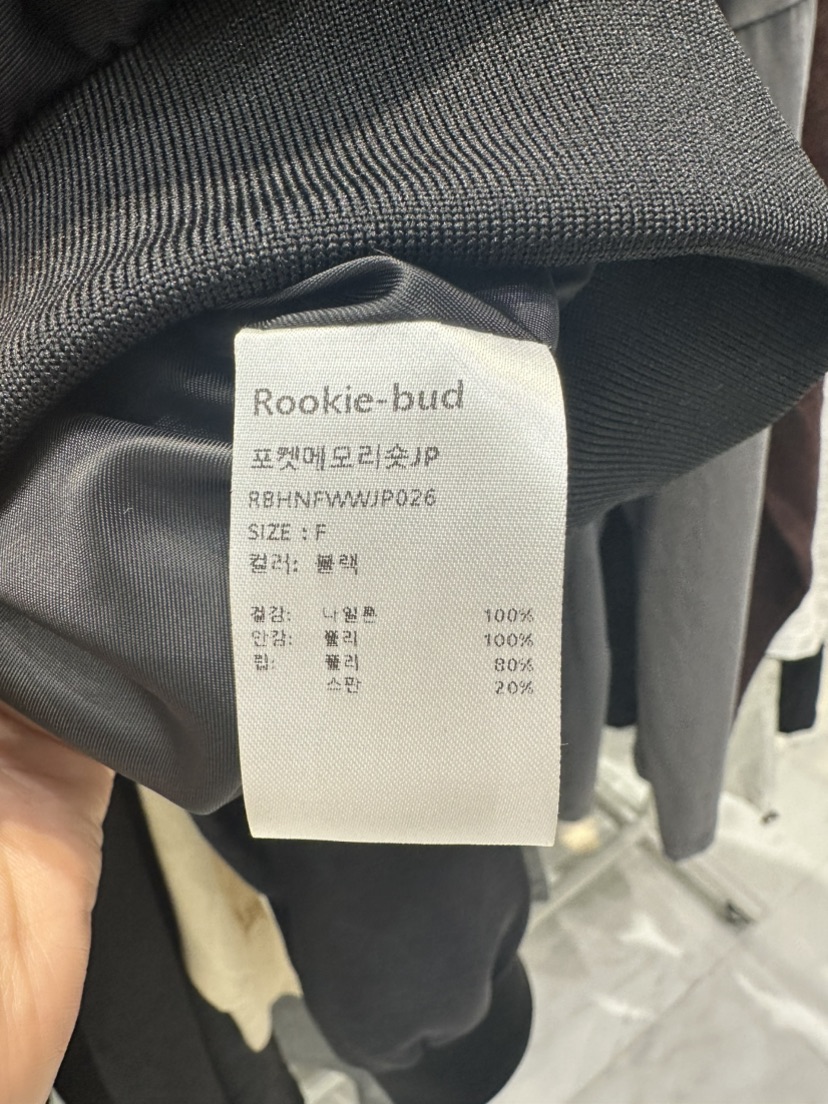 Rookie-bud
포켓메모리숏JP
RBHNFWWJP026
SIZE : F
컬러: 블랙
겉감: 나일론 100%
안감: 폴리 100%
립: 폴리 80%
스판 20%